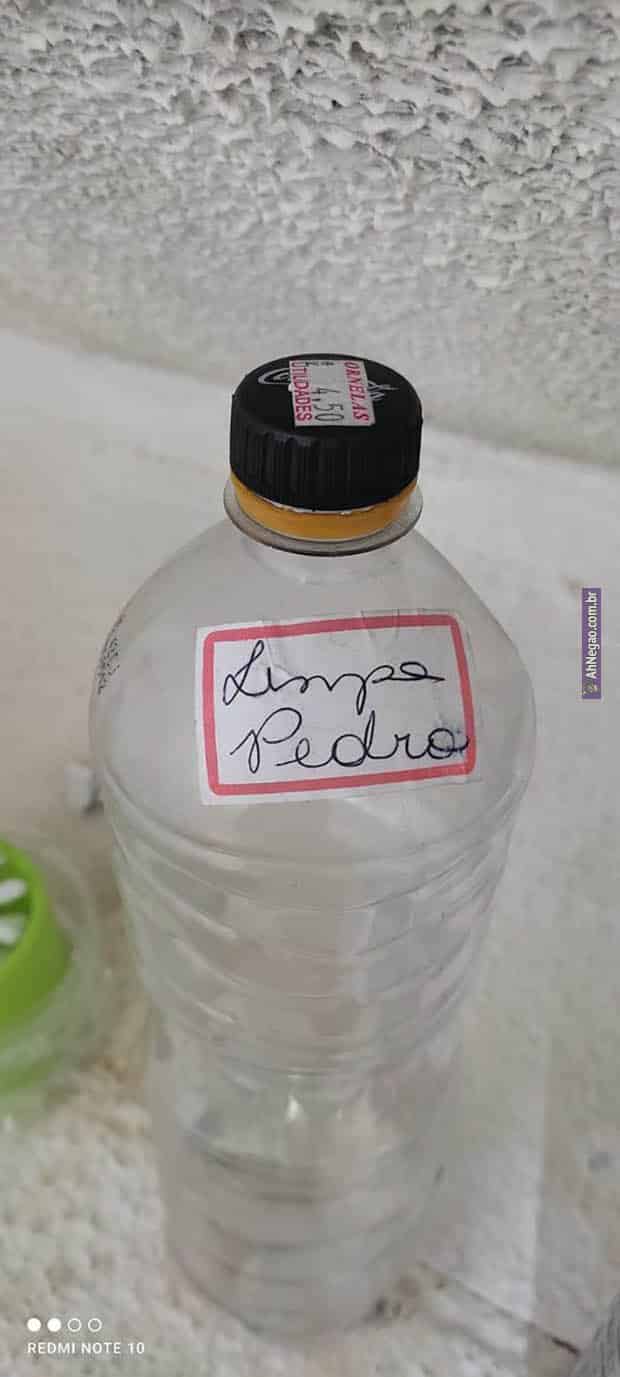 ORNELAS
4,50
UTILIDADES
Limpa
Pedro
AhNegao.com.br
REDMI NOTE 10